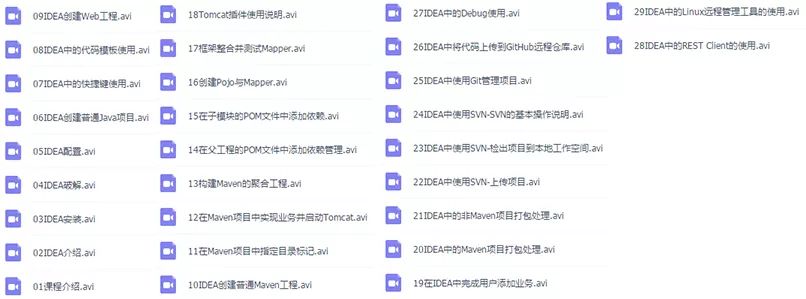 09IDEA创建Web工程.avi
08IDEA中的代码模板使用.avi
07IDEA中的快捷键使用.avi
06IDEA创建普通Java项目.avi
05IDEA配置.avi
04IDEA破解.avi
03IDEA安装.avi
02IDEA介绍.avi
01课程介绍.avi
18Tomcat插件使用说明.avi
17框架整合并测试Mapper.avi
16创建Pojo与Mapper.avi
15在子模块的POM文件中添加依赖.avi
14在父工程的POM文件中添加依赖管理.avi
13构建Maven的聚合工程.avi
12在Maven项目中实现业务并启动Tomcat.avi
11在Maven项目中指定目录标记.avi
10IDEA创建普通Maven工程.avi
27IDEA中的Debug使用.avi
26IDEA中将代码上传到GitHub远程仓库.avi
25IDEA中使用Git管理项目.avi
24IDEA中使用SVN-SVN的基本操作说明.avi
23IDEA中使用SVN-检出项目到本地工作空间.avi
22IDEA中使用SVN-上传项目.avi
21IDEA中的非Maven项目打包处理.avi
20IDEA中的Maven项目打包处理.avi
19在IDEA中完成用户添加业务.avi
29IDEA中的Linux远程管理工具的使用.avi
28IDEA中的REST Client的使用.avi